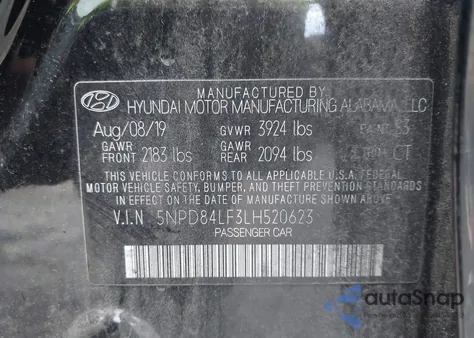 MANUFACTURED BY
HYUNDAI MOTOR MANUFACTURING ALABAMA, LLC
Aug/08/19 GVWR 3924 lbs
GAWR FRONT 2183 lbs GAWR REAR 2094 lbs
THIS VEHICLE CONFORMS TO ALL APPLICABLE U.S.A. FEDERAL
MOTOR VEHICLE SAFETY, BUMPER, AND THEFT PREVENTION STANDARDS
IN EFFECT ON THE DATE OF MANUFACTURE SHOWN ABOVE.
V.I.N 5NPD84LF3LH520623
PASSENGER CAR
autoSnap